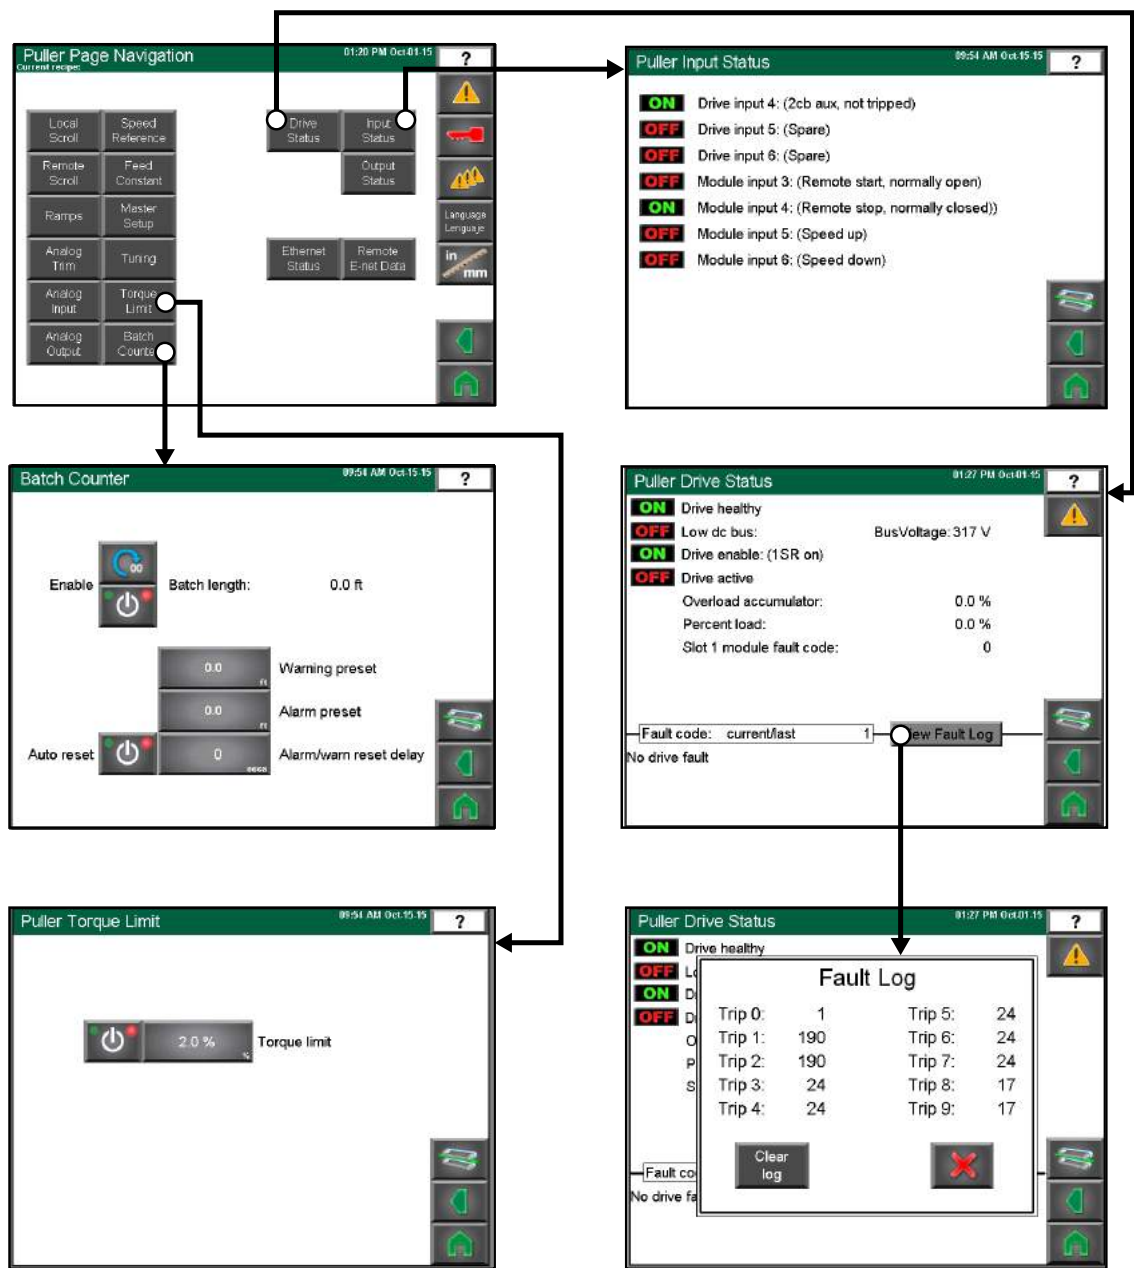 Puller Page Navigation
01:20 PM Oct-01-15
?
Current recipe:
Local Scroll
Speed Reference
Drive Status
Input Status
Remote Scroll
Feed Constant
Output Status
Ramps
Master Setup
Language
Lenguaje
Analog Trim
Tuning
Ethernet Status
Remote E-net Data
in
mm
Analog Input
Torque Limit
Analog Output
Batch
Puller Input Status
09:54 AM Oct-15-15
?
ON Drive input 4: (2cb aux, not tripped)
OFF Drive input 5: (Spare)
OFF Drive input 6: (Spare)
OFF Module input 3: (Remote start, normally open)
ON Module input 4: (Remote stop, normally closed))
OFF Module input 5: (Speed up)
OFF Module input 6: (Speed down)
Batch Counter
09:54 AM Oct-15-15
?
Enable
Batch length: 0.0 ft
0.0 ft Warning preset
0.0 ft Alarm preset
Auto reset 0 secs Alarm/warn reset delay
Puller Drive Status
01:27 PM Oct-01-15
?
ON Drive healthy
OFF Low dc bus: BusVoltage: 317 V
ON Drive enable: (1SR on)
OFF Drive active
Overload accumulator: 0.0 %
Percent load: 0.0 %
Slot 1 module fault code: 0
Fault code: current/last 1
Fault Log
No drive fault
Puller Torque Limit
09:54 AM Oct-15-15
?
2.0 % % Torque limit
Puller Drive Status
01:27 PM Oct-01-15
?
ON Drive healthy
OFF
ON
OFF
Fault Log
Trip 0: 1 Trip 5: 24
Trip 1: 190 Trip 6: 24
Trip 2: 190 Trip 7: 24
Trip 3: 24 Trip 8: 17
Trip 4: 24 Trip 9: 17
Clear log
Fault
No drive